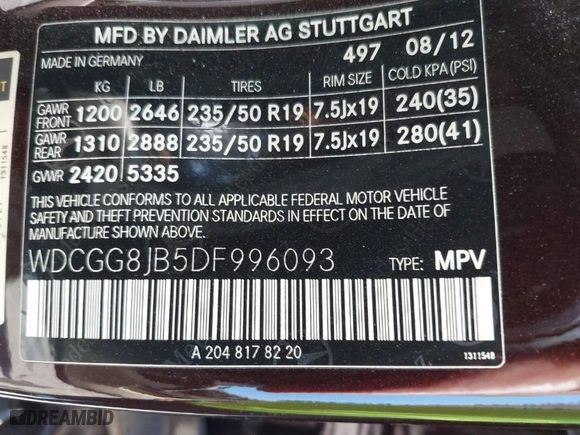 MFD BY DAIMLER AG STUTTGART
MADE IN GERMANY 497 08/12
KG LB TIRES RIM SIZE COLD KPA(PSI)
GAWR FRONT 1200 2646 235/50 R19 7.5Jx19 240(35)
GAWR REAR 1310 2888 235/50 R19 7.5Jx19 280(41)
GVWR 2420 5335
THIS VEHICLE CONFORMS TO ALL APPLICABLE FEDERAL MOTOR VEHICLE
SAFETY AND THEFT PREVENTION STANDARDS IN EFFECT ON THE DATE OF
MANUFACTURE SHOWN ABOVE.
WDCGG8JB5DF996093 TYPE: MPV
A 204 817 82 20
1311548
1311548
DREAMBID